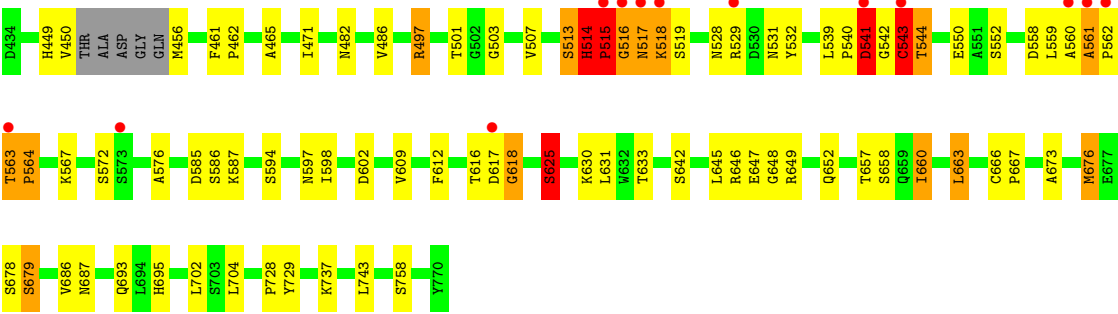 D434 H449 V450 THR ALA ASP GLY GLN M456 F461 P462 A465 I471 N482 V486 R497 T501 G502 G503 V507 S513 H514 P515 G516 N517 K518 S519 N528 R529 D530 N531 Y532 L539 P540 D541 G542 C543 T544 E550 A551 S552 D558 L559 A560 A561 P562
T563 P564 K567 S572 S573 A576 D585 S586 K587 S594 N597 I598 D602 V609 F612 T616 D617 G618 S625 K630 L631 W632 T633 S642 L645 R646 E647 G648 R649 Q652 T657 S658 Q659 I660 L663 C666 P667 A673 M676 E677
S678 S679 V686 N687 Q693 L694 H695 L702 S703 L704 P728 Y729 K737 L743 S758 Y770